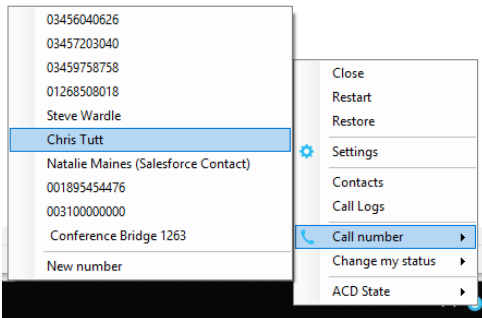 03456040626
03457203040
03459758758
01268508018
Steve Wardle
Chris Tutt
Natalie Maines (Salesforce Contact)
001895454476
003100000000
Conference Bridge 1263
New number
Close
Restart
Restore
Settings
Contacts
Call Logs
Call number
Change my status
ACD State